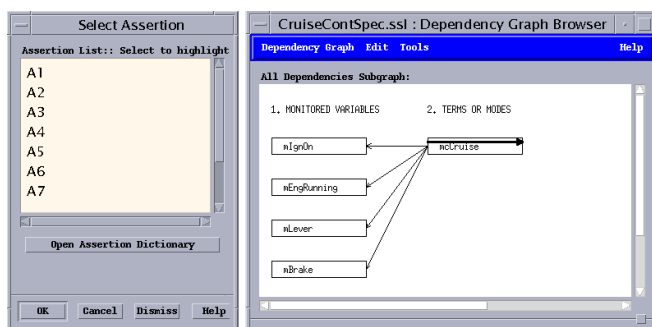 Select Assertion
Assertion List:: Select to highlight
A1
A2
A3
A4
A5
A6
A7
Open Assertion Dictionary
OK Cancel Dismiss Help
CruiseContSpec.ssl : Dependency Graph Browser
Dependency Graph Edit Tools Help
All Dependencies Subgraph:
1. MONITORED VARIABLES 2. TERMS OR MODES
mIgnOn mcCruise
mEngRunning
mLever
mBrake